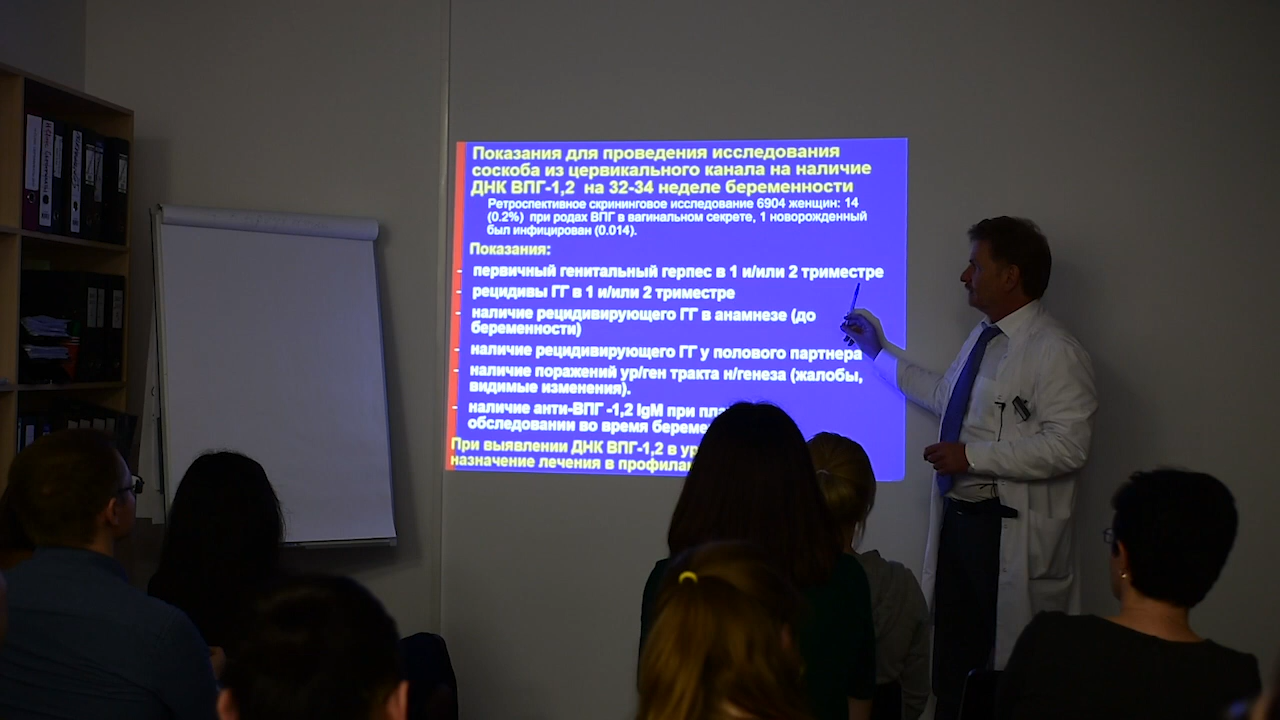 Показания для проведения исследования
соскоба из цервикального канала на наличие
ДНК ВПГ-1,2 на 32-34 неделе беременности
Ретроспективное скрининговое исследование 6904 женщин: 14
(0.2%) при родах ВПГ в вагинальном секрете, 1 новорожденный
был инфицирован (0.014).
Показания:
первичный генитальный герпес в 1 и/или 2 триместре
рецидивы ГГ в 1 и/или 2 триместре
наличие рецидивирующего ГГ в анамнезе (до
беременности)
наличие рецидивирующего ГГ у полового партнера
наличие поражений ур/ген тракта н/генеза (жалобы,
видимые изменения).
наличие анти-ВПГ -1,2 IgM при
обследовании во время
При выявлении ДНК ВПГ-1,2 в
назначение лечения в